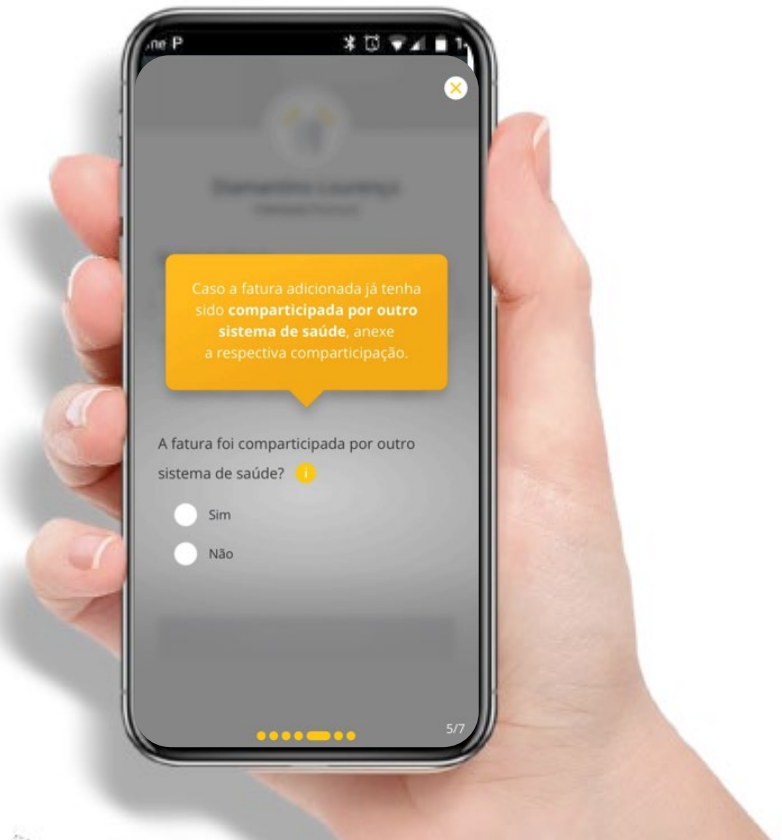 ne P
Caso a fatura adicionada já tenha
sido comparticipada por outro
sistema de saúde, anexe
a respectiva comparticipação.
A fatura foi comparticipada por outro
sistema de saúde? i
Sim
Não
5/7